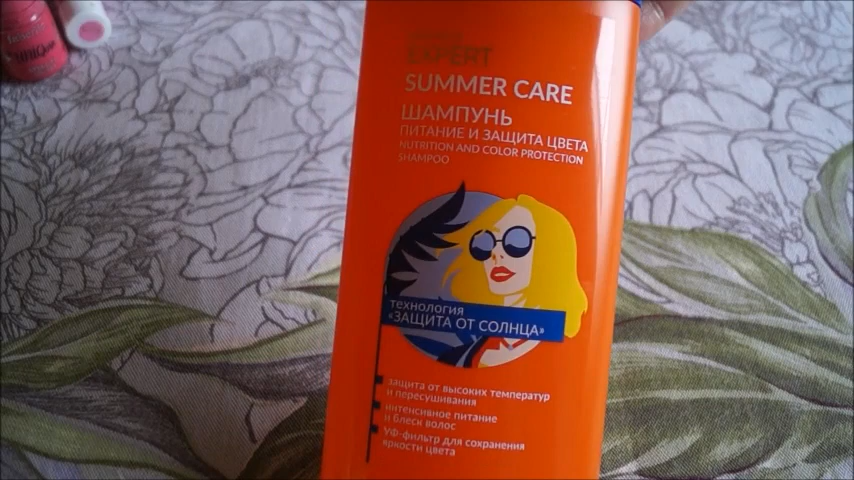 EXPERT
SUMMER CARE
ШАМПУНЬ
ПИТАНИЕ И ЗАЩИТА ЦВЕТА
NUTRITION AND COLOR PROTECTION
SHAMPOO
ТЕХНОЛОГИЯ
«ЗАЩИТА ОТ СОЛНЦА»
защита от высоких температур
и пересушивания
интенсивное питание
и блеск волос
УФ-фильтр для сохранения
яркости цвета